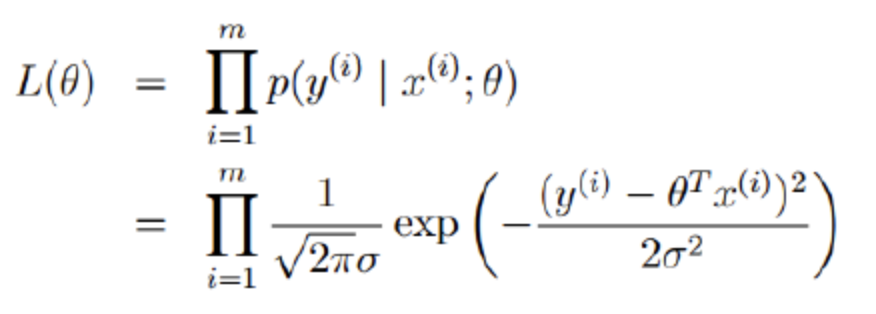 L(θ) = ∏_{i=1}^{m} p(y^{(i)} | x^{(i)}; θ)
= ∏_{i=1}^{m} \frac{1}{\sqrt{2π}σ} exp(−\frac{(y^{(i)} − θ^T x^{(i)})^2}{2σ^2})